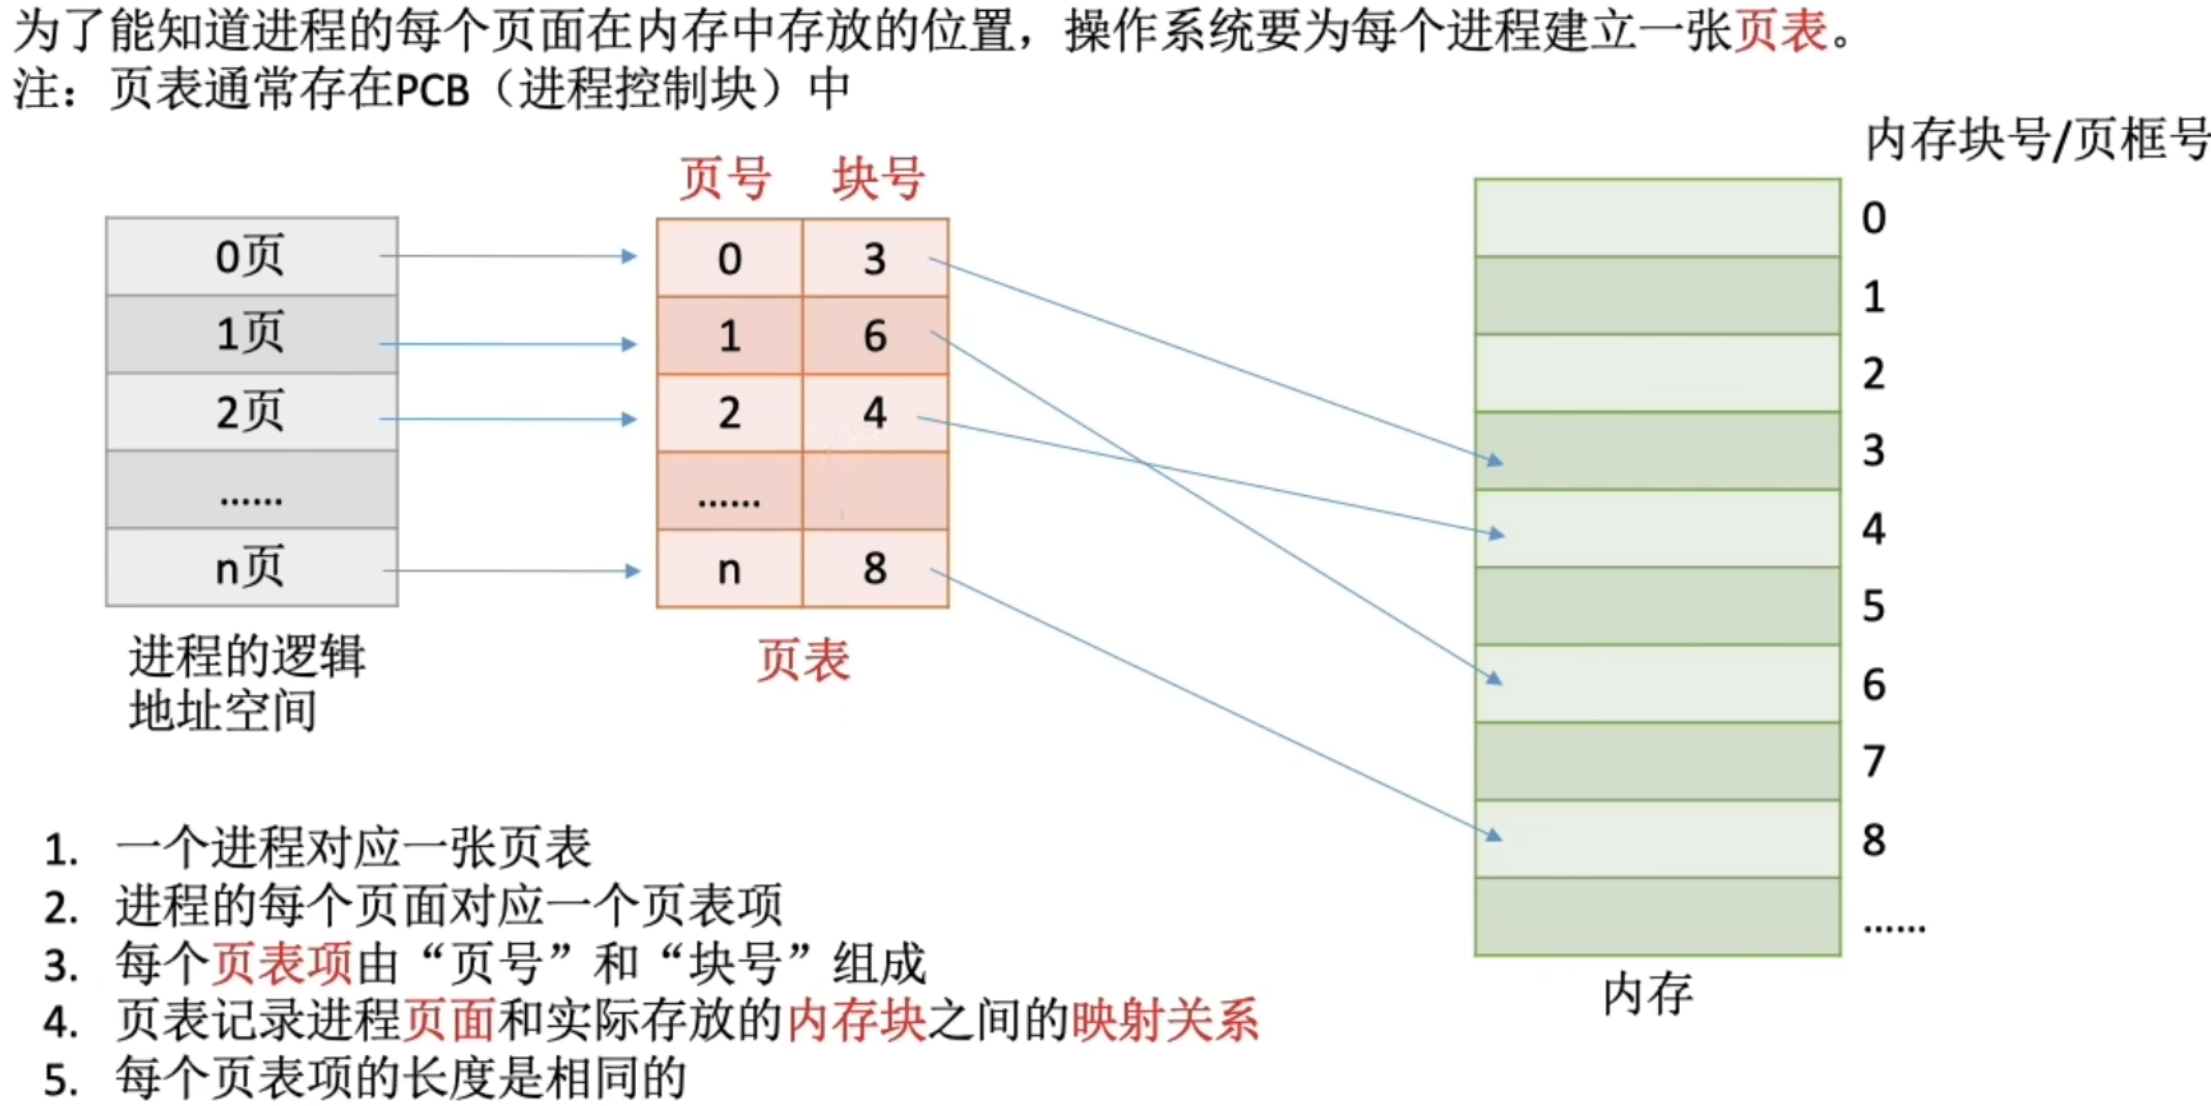 为了能知道进程的每个页面在内存中存放的位置，操作系统要为每个进程建立一张页表。
注：页表通常存在PCB（进程控制块）中
内存块号/页框号
页号 块号
0页 0 3 0
1页 1 6 1
2页 2 4 2
...... ...... 3
n页 n 8 4
5
进程的逻辑 页表 6
地址空间
7
8
......
内存
1. 一个进程对应一张页表
2. 进程的每个页面对应一个页表项
3. 每个页表项由“页号”和“块号”组成
4. 页表记录进程页面和实际存放的内存块之间的映射关系
5. 每个页表项的长度是相同的